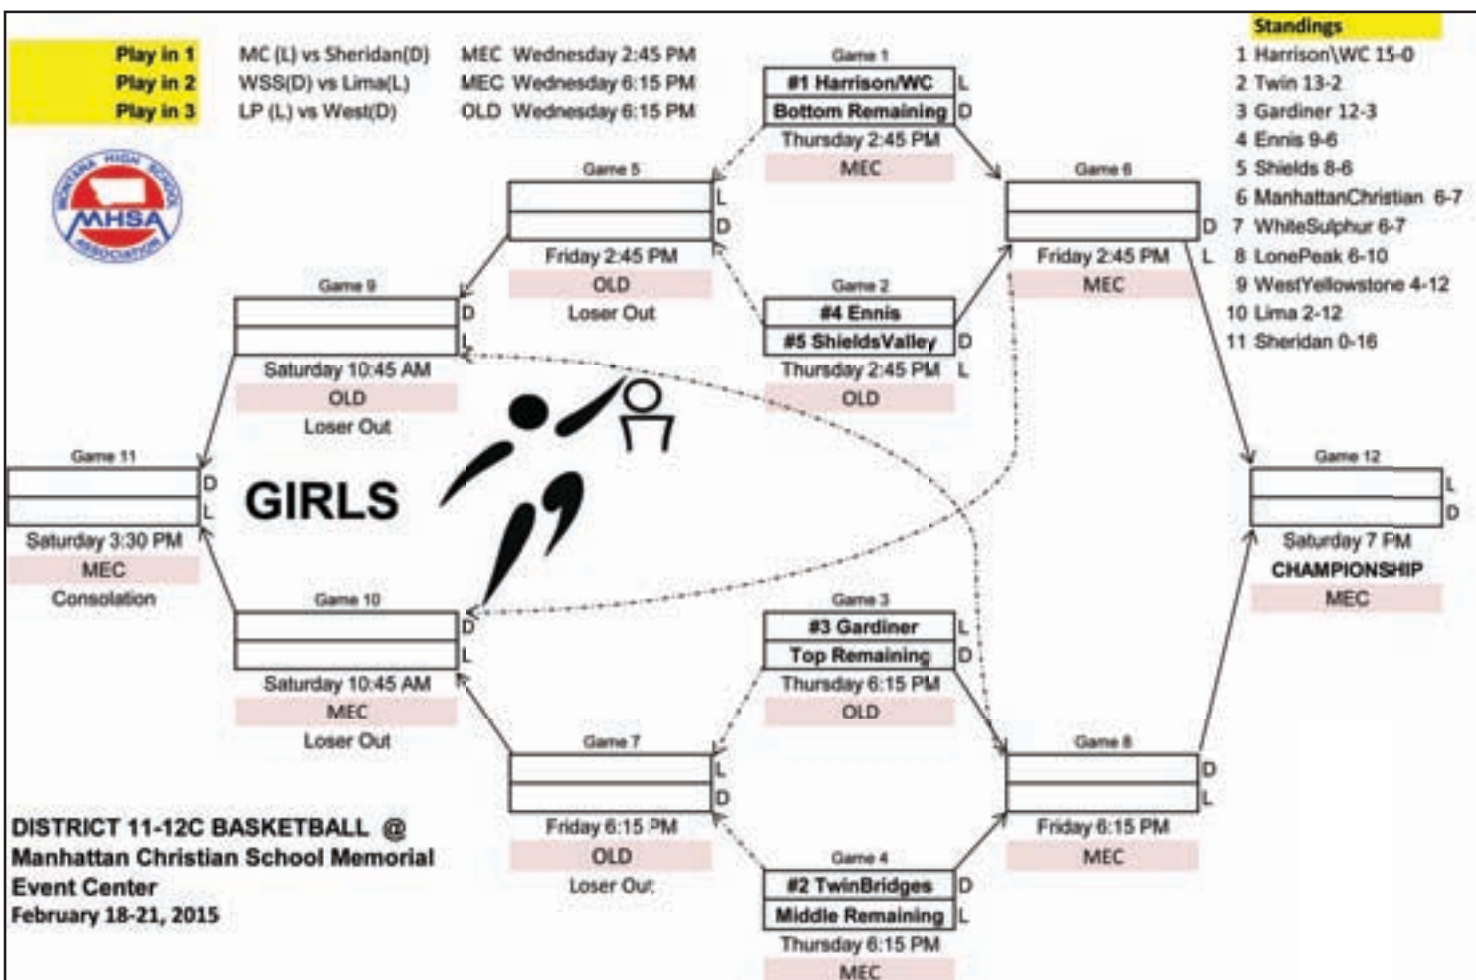 Play in 1 MC (L) vs Sheridan(D) MEC Wednesday 2:45 PM
Play in 2 WSS(D) vs Lima(L) MEC Wednesday 6:15 PM
Play in 3 LP (L) vs West(D) OLD Wednesday 6:15 PM
MONTANA HIGH SCHOOL
MHSA
ASSOCIATION
Game 1
#1 Harrison/WC L
Bottom Remaining D
Thursday 2:45 PM
MEC
Standings
1 Harrison\WC 15-0
2 Twin 13-2
3 Gardiner 12-3
4 Ennis 9-6
5 Shields 8-6
6 ManhattanChristian 6-7
7 WhiteSulphur 6-7
8 LonePeak 6-10
9 WestYellowstone 4-12
10 Lima 2-12
11 Sheridan 0-16
Game 5
L
D
Friday 2:45 PM
OLD
Loser Out
Game 6
D
L
Friday 2:45 PM
MEC
Game 9
D
L
Saturday 10:45 AM
OLD
Loser Out
Game 2
#4 Ennis
#5 ShieldsValley D
Thursday 2:45 PM L
OLD
Game 11
D
L
Saturday 3:30 PM
MEC
Consolation
GIRLS
Game 12
L
D
Saturday 7 PM
CHAMPIONSHIP
MEC
Game 10
D
L
Saturday 10:45 AM
MEC
Loser Out
Game 3
#3 Gardiner L
Top Remaining D
Thursday 6:15 PM
OLD
Game 7
L
D
Friday 6:15 PM
OLD
Loser Out
Game 8
D
L
Friday 6:15 PM
MEC
Game 4
#2 TwinBridges D
Middle Remaining L
Thursday 6:15 PM
MEC
DISTRICT 11-12C BASKETBALL @
Manhattan Christian School Memorial
Event Center
February 18-21, 2015